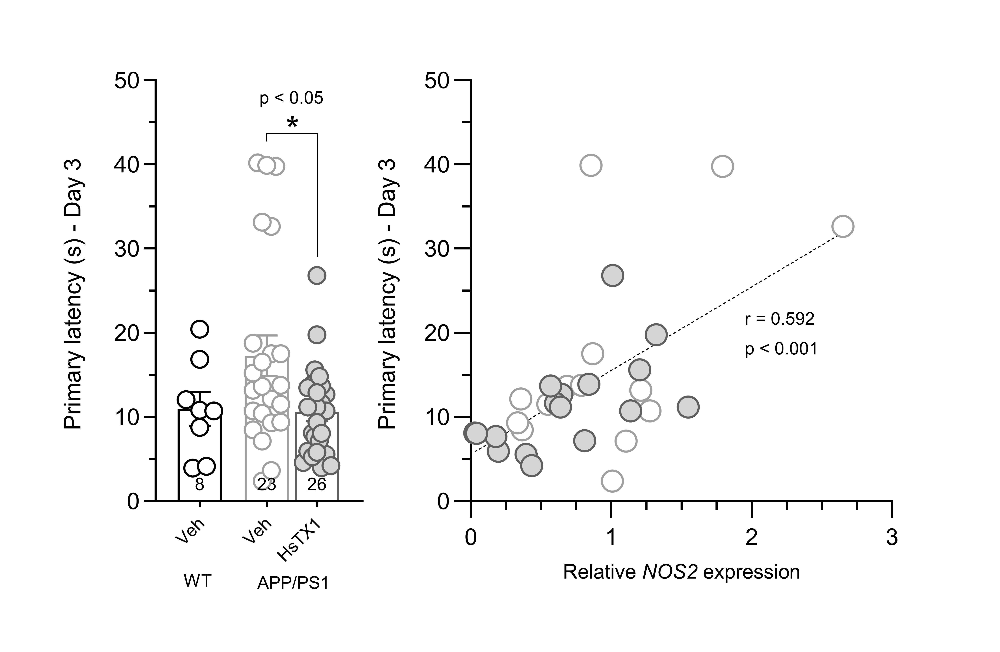 Primary latency (s) - Day 3
50
40
30
20
10
0
p < 0.05
*
8
23
26
Veh
Veh
HsTX1
WT
APP/PS1
Primary latency (s) - Day 3
50
40
30
20
10
0
r = 0.592
p < 0.001
0
1
2
3
Relative NOS2 expression